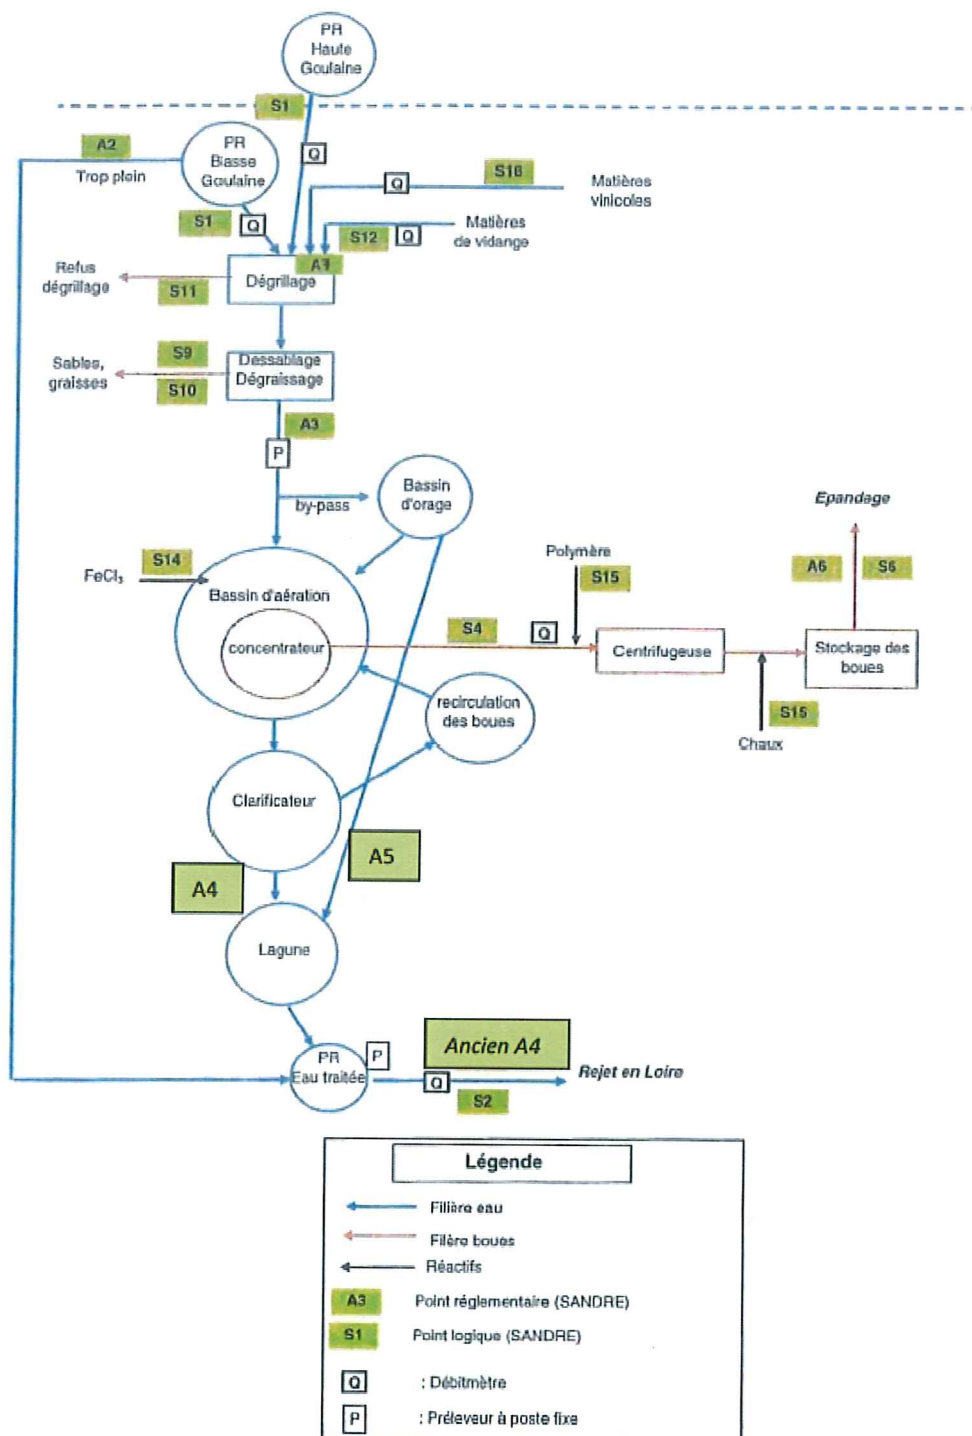 PR
Haute
Goulaine
S1
Q
A2
Trop plein
PR
Basse
Goulaine
S1
Q
S18
Q
Matières
vinicoles
S12
Q
Matières
de vidange
A7
Dégrillage
Refus
dégrillage
S11
Dessablage
Dégraissage
S9
S10
Sables,
graisses
A3
P
by-pass
Bassin
d'orage
FeCl₃
S14
Bassin d'aération
concentrateur
S4
Q
Polymère
S15
Centrifugeuse
Chaux
S15
Stockage des
boues
A6
S6
Epandage
recirculation
des boues
Clarificateur
A4
A5
Lagune
PR
Eau traitée
P
Ancien A4
Q
S2
Rejet en Loire
Légende
Filière eau
Filère boues
Réactifs
A3
Point réglementaire (SANDRE)
S1
Point logique (SANDRE)
Q
: Débitmètre
P
: Préleveur à poste fixe